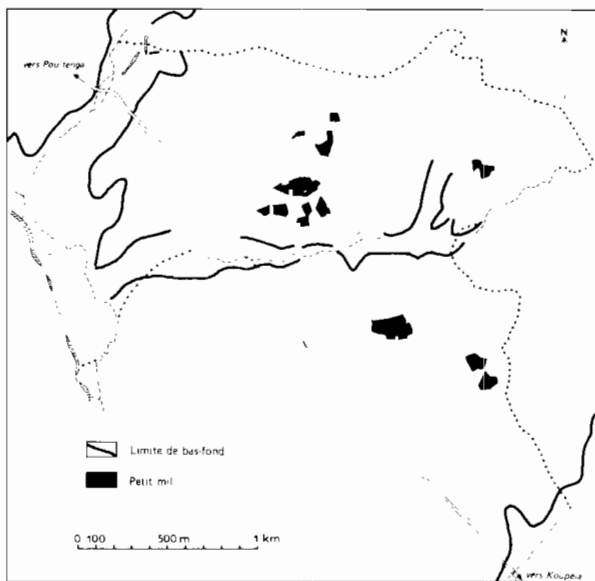 N
vers Pou tenga
Limite de bas-fond
Petit mil
0 100 500 m 1 km
vers Koupela